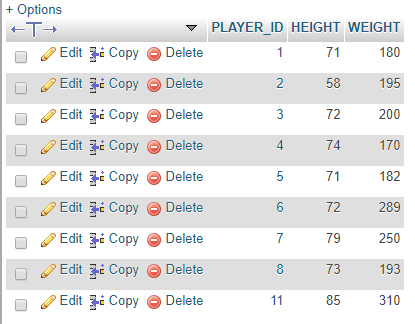 + Options
PLAYER_ID HEIGHT WEIGHT
Edit Copy Delete 1 71 180
Edit Copy Delete 2 58 195
Edit Copy Delete 3 72 200
Edit Copy Delete 4 74 170
Edit Copy Delete 5 71 182
Edit Copy Delete 6 72 289
Edit Copy Delete 7 79 250
Edit Copy Delete 8 73 193
Edit Copy Delete 11 85 310